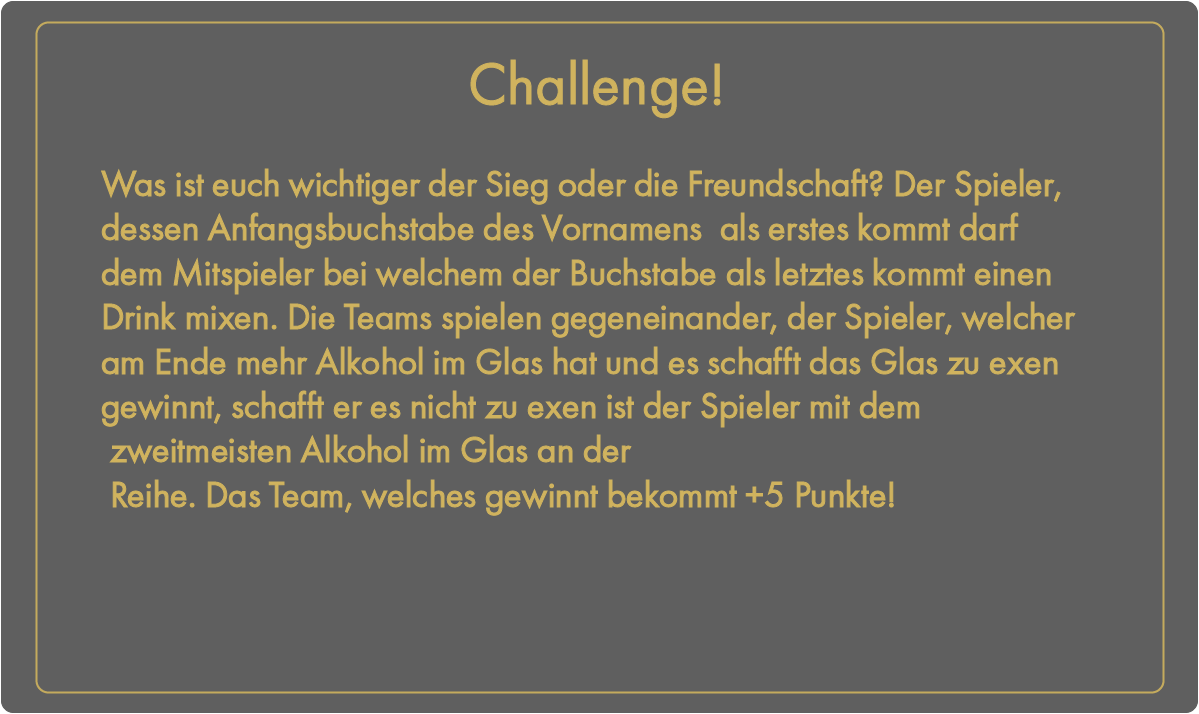 Challenge!
Was ist euch wichtiger der Sieg oder die Freundschaft? Der Spieler,
dessen Anfangsbuchstabe des Vornamens  als erstes kommt darf
dem Mitspieler bei welchem der Buchstabe als letztes kommt einen
Drink mixen. Die Teams spielen gegeneinander, der Spieler, welcher
am Ende mehr Alkohol im Glas hat und es schafft das Glas zu exen
gewinnt, schafft er es nicht zu exen ist der Spieler mit dem
zweitmeisten Alkohol im Glas an der
Reihe. Das Team, welches gewinnt bekommt +5 Punkte!